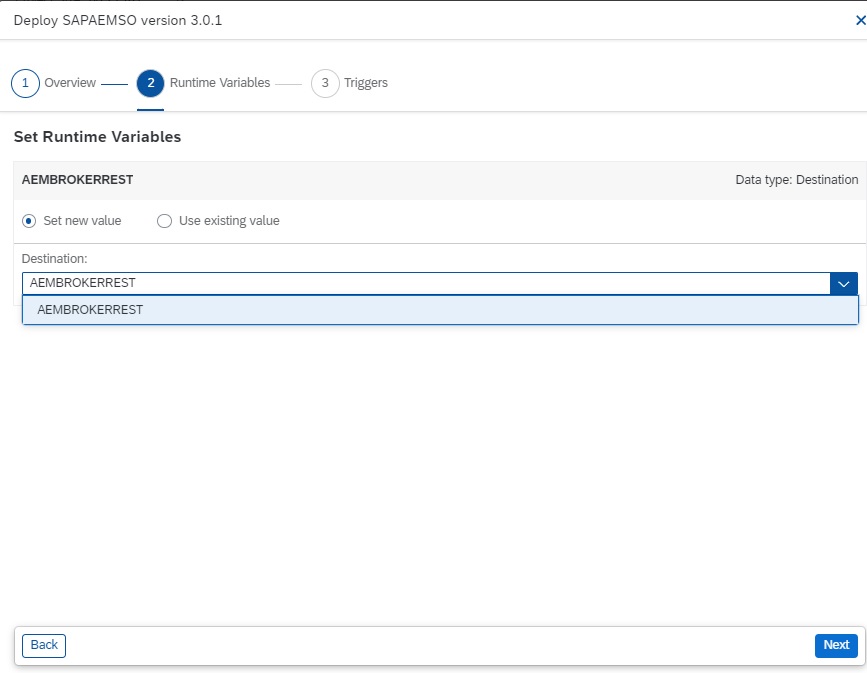 Deploy SAPAEMSO version 3.0.1
1 Overview 2 Runtime Variables 3 Triggers
Set Runtime Variables
AEMBROKERREST Data type: Destination
Set new value Use existing value
Destination:
AEMBROKERREST
AEMBROKERREST
Back Next